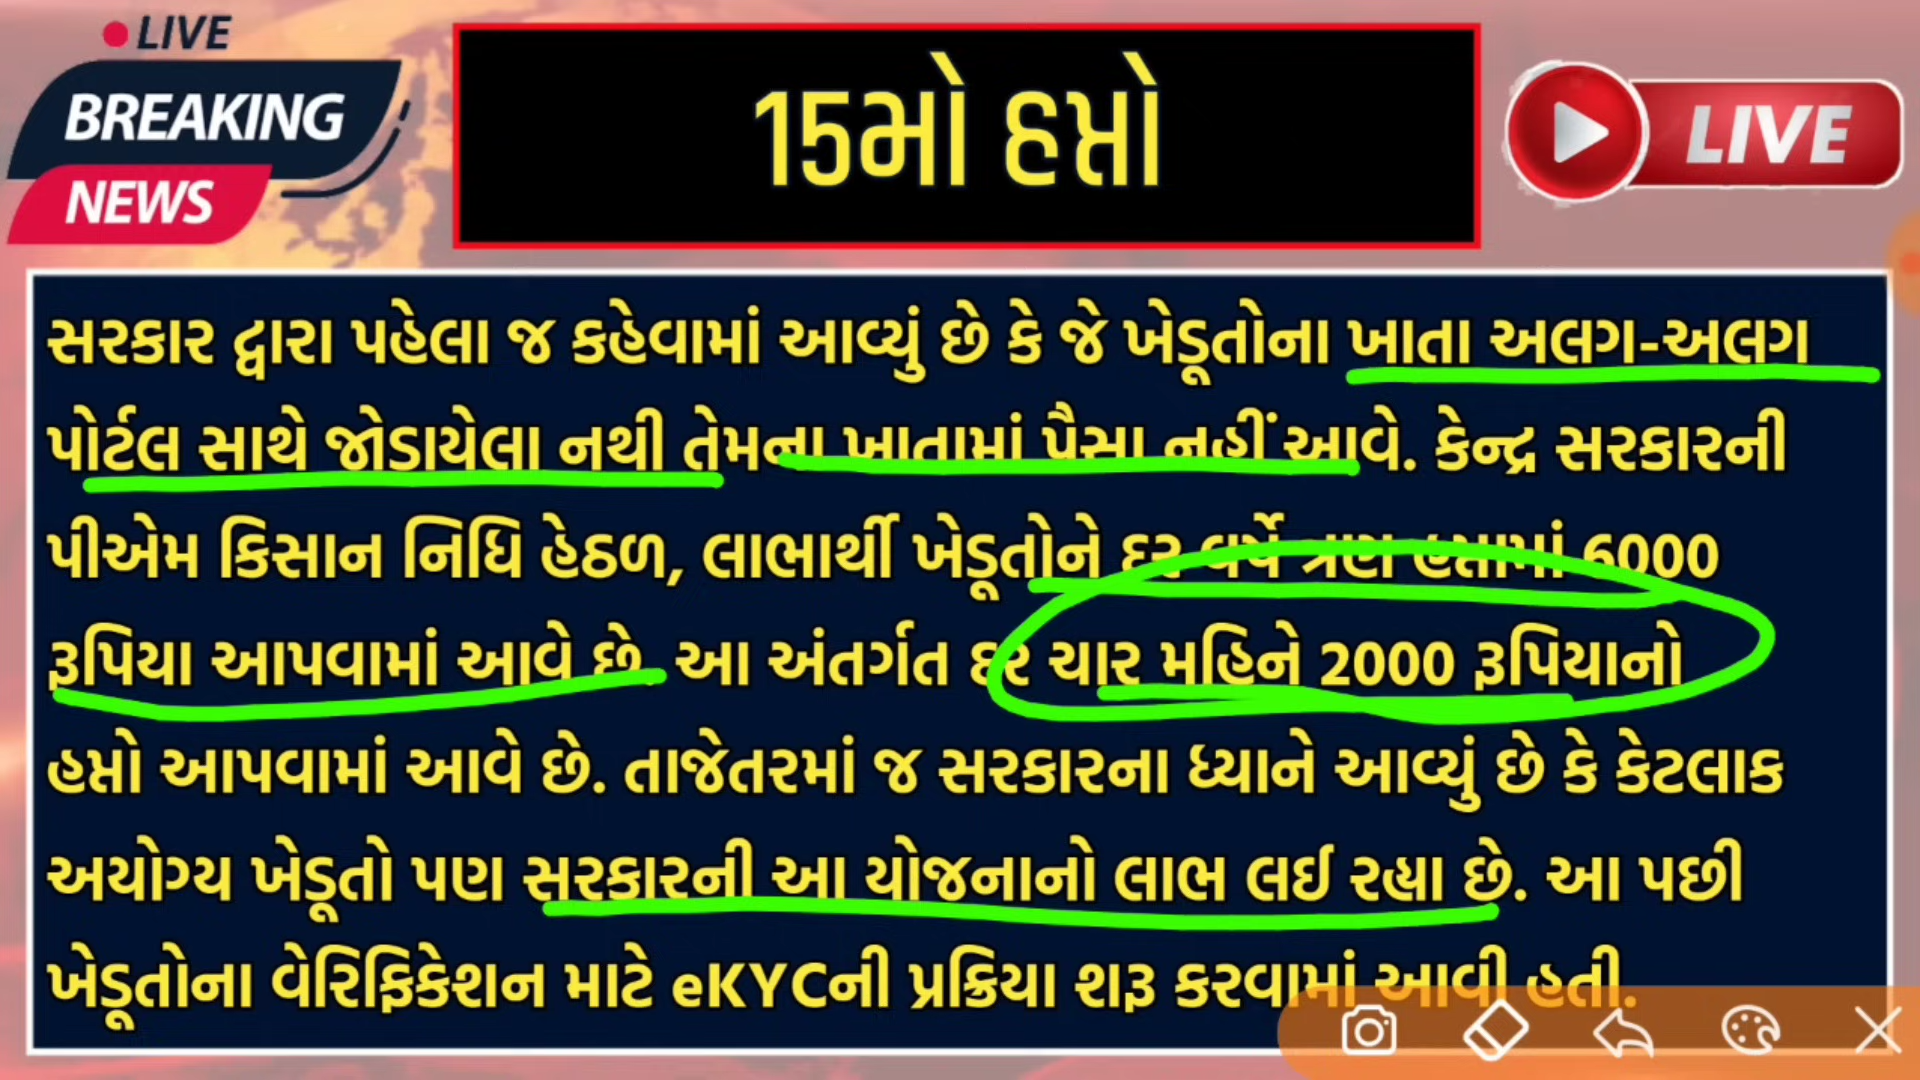 LIVE
BREAKING
NEWS
15મો હપ્તો
LIVE
સરકાર દ્વારા પહેલા જ કહેવામાં આવ્યું છે કે જે ખેડૂતોના ખાતા અલગ-અલગ
પોર્ટલ સાથે જોડાયેલા નથી તેમના ખાતામાં પૈસા નહીં આવે. કેન્દ્ર સરકારની
પીએમ કિસાન નિધિ હેઠળ, લાભાર્થી ખેડૂતોને દર વર્ષે ત્રણ હપ્તામાં 6000
રૂપિયા આપવામાં આવે છે. આ અંતર્ગત દર ચાર મહિને 2000 રૂપિયાનો
હપ્તો આપવામાં આવે છે. તાજેતરમાં જ સરકારના ધ્યાને આવ્યું છે કે કેટલાક
અયોગ્ય ખેડૂતો પણ સરકારની આ યોજનાનો લાભ લઈ રહ્યા છે. આ પછી
ખેડૂતોના વેરિફિકેશન માટે eKYCની પ્રક્રિયા શરૂ કરવામાં આવી હતી.